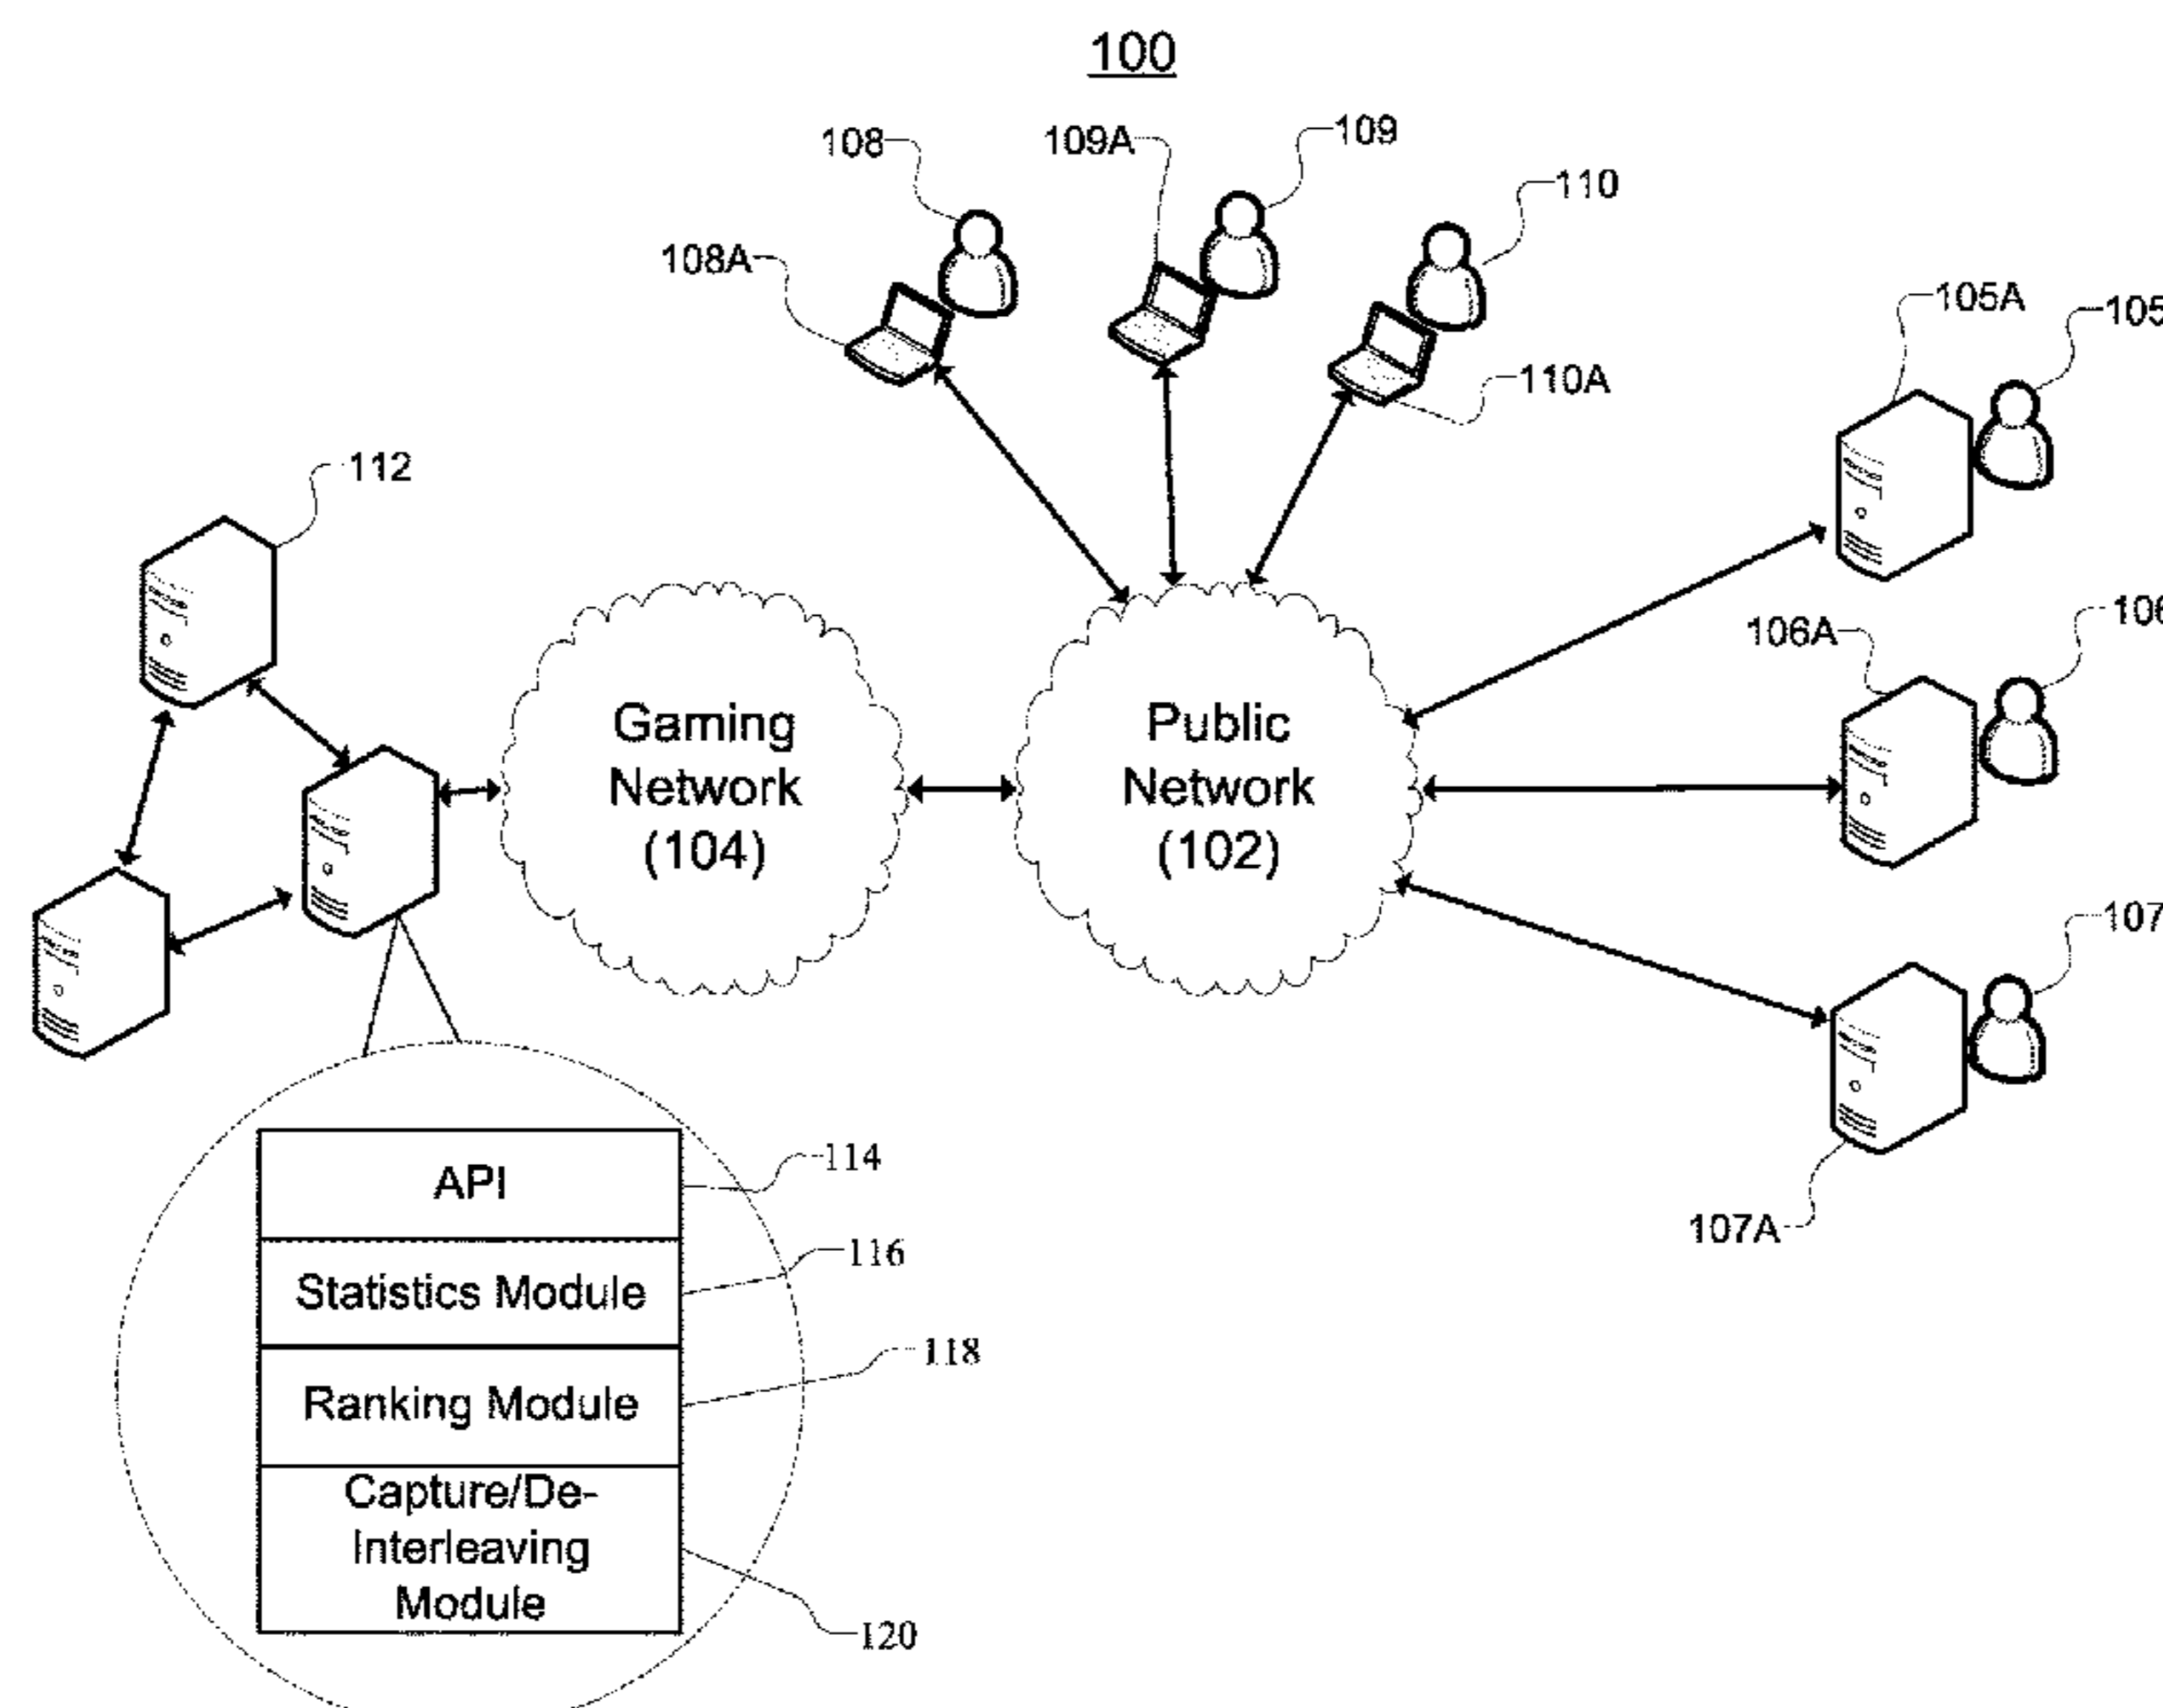 100
108
109A
109
110
108A
110A
105A
105
112
106A
106
Gaming
Network
(104)
Public
Network
(102)
107
107A
API
114
Statistics Module
116
Ranking Module
118
Capture/De-
Interleaving
Module
120